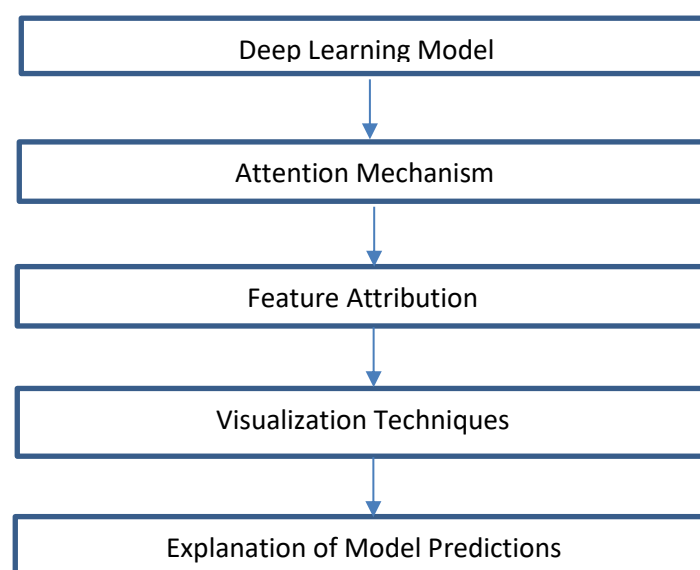 Deep Learning Model
Attention Mechanism
Feature Attribution
Visualization Techniques
Explanation of Model Predictions